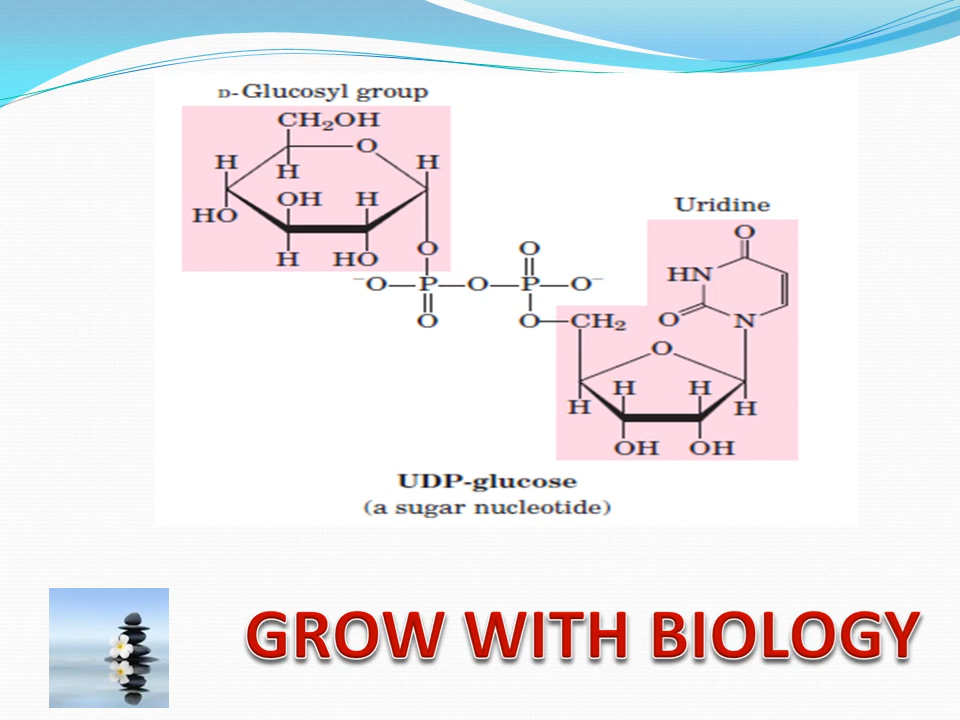 D-Glucosyl group
CH₂OH
O
H
H
H
OH
H
HO
H
HO
O
O
⁻O—P—O—P—O⁻
O
O—CH₂
Uridine
O
HN
O
N
O
H
H
H
H
OH
OH
UDP-glucose
(a sugar nucleotide)
GROW WITH BIOLOGY